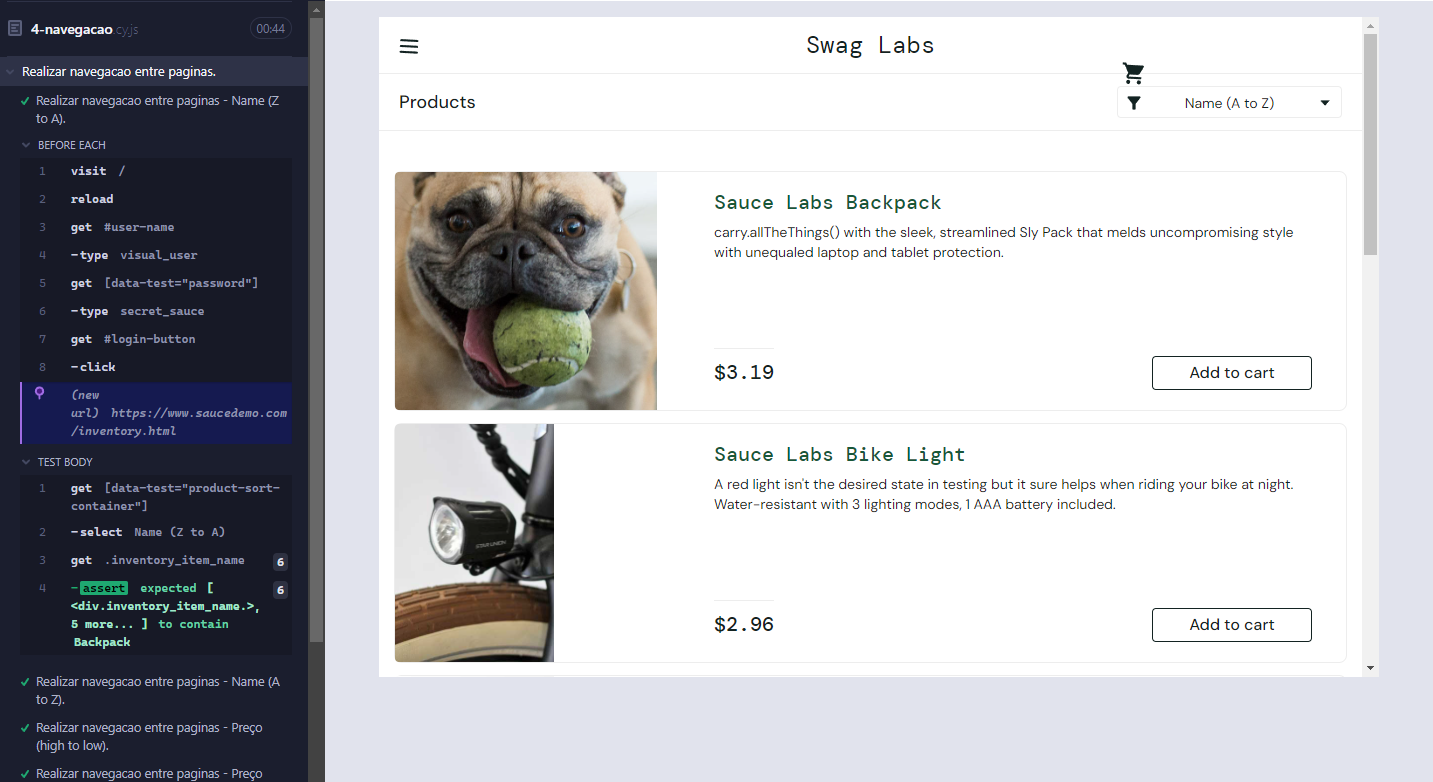 4-navegacao.cy.js 00:44
Realizar navegacao entre paginas.
Realizar navegacao entre paginas - Name (Z
to A).
BEFORE EACH
1 visit /
2 reload
3 get #user-name
4 -type visual_user
5 get [data-test="password"]
6 -type secret_sauce
7 get #login-button
8 -click
(new
url) https://www.saucedemo.com
/inventory.html
TEST BODY
1 get [data-test="product-sort-
container"]
2 -select Name (Z to A)
3 get .inventory_item_name 6
4 -assert expected [ 6
<div.inventory_item_name.>,
5 more... ] to contain
Backpack
Realizar navegacao entre paginas - Name (A
to Z).
Realizar navegacao entre paginas - Preço
(high to low).
Realizar navegacao entre paginas - Preço
Swag Labs
Products
Name (A to Z)
Sauce Labs Backpack
carry.allTheThings() with the sleek, streamlined Sly Pack that melds uncompromising style
with unequaled laptop and tablet protection.
$3.19
Add to cart
Sauce Labs Bike Light
A red light isn't the desired state in testing but it sure helps when riding your bike at night.
Water-resistant with 3 lighting modes, 1 AAA battery included.
$2.96
Add to cart